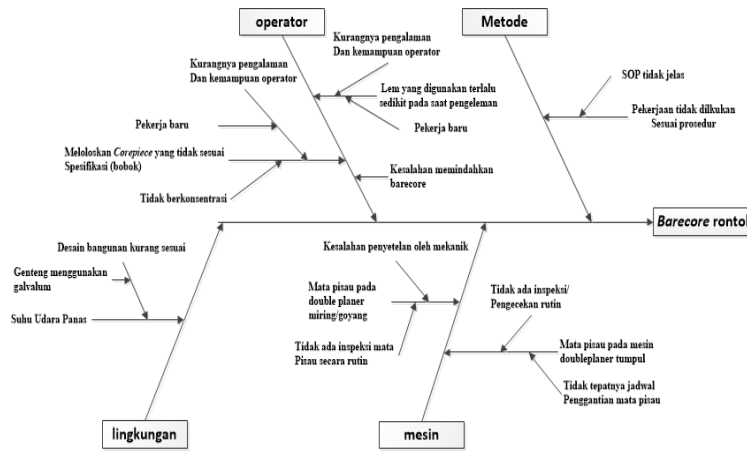 operator
Metode
Kurangnya pengalaman
Dan kemampuan operator
Kurangnya pengalaman
Dan kemampuan operator
SOP tidak jelas
Lem yang digunakan terlalu
sedikit pada saat pengeleman
Pekerjaan tidak dilkukan
Sesuai prosedur
Pekerja baru
Pekerja baru
Meloloskan Corepiece yang tidak sesuai
Spesifikasi (bobok)
Kesalahan memindahkan
barecore
Tidak berkonsentrasi
Barecore rontok
Desain bangunan kurang sesuai
Kesalahan penyetelan oleh mekanik
Genteng menggunakan
galvalum
Mata pisau pada
double planer
miring/goyang
Tidak ada inspeksi/
Pengecekan rutin
Suhu Udara Panas
Tidak ada inspeksi mata
Pisau secara rutin
Mata pisau pada mesin
doubleplaner tumpul
Tidak tepatnya jadwal
Penggantian mata pisau
lingkungan
mesin